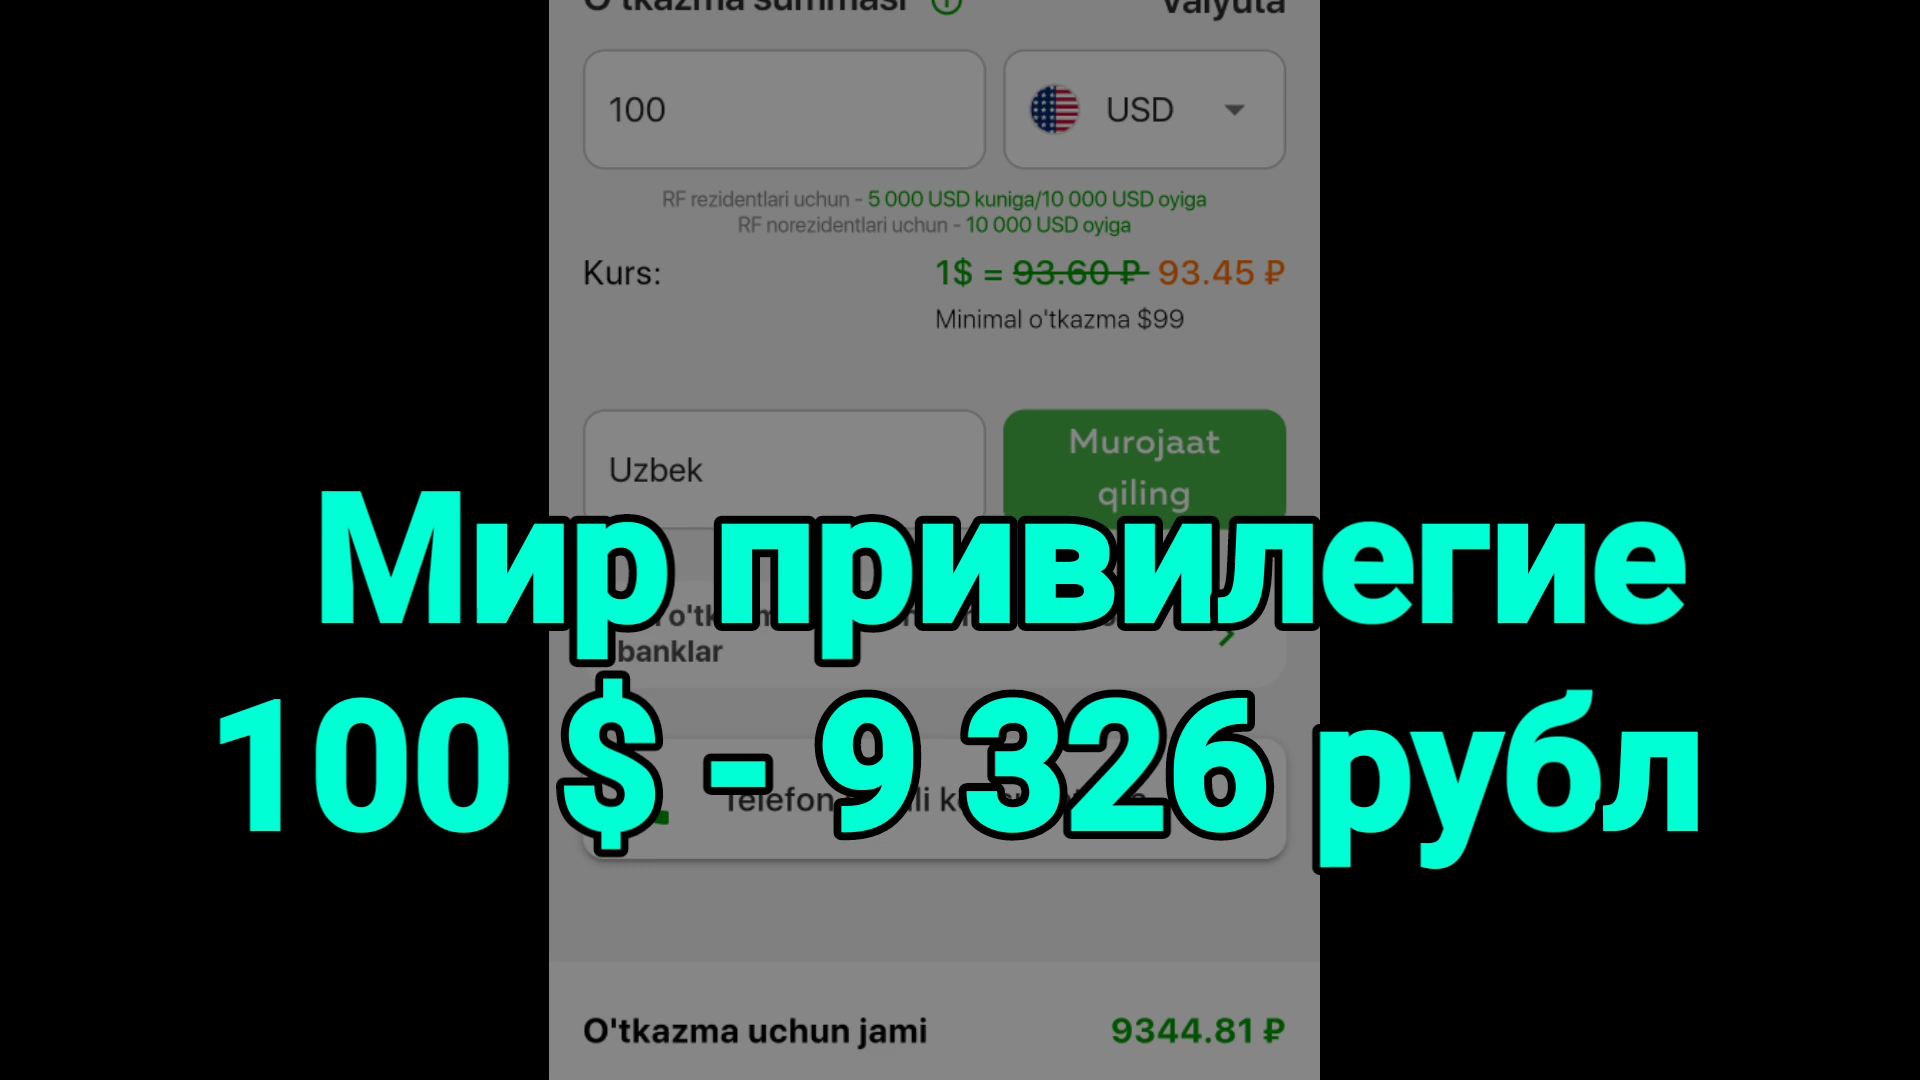 O'tkazma summasi
Valyuta
100
USD
RF rezidentlari uchun - 5 000 USD kuniga/10 000 USD oyiga
RF norezidentlari uchun - 10 000 USD oyiga
Kurs:
1$ = 93.60 ₽ 93.45 ₽
Minimal o'tkazma $99
Uzbek
Murojaat
qiling
Мир привилегие
banklar
100 $ - 9 326 рубл
Telefon
O'tkazma uchun jami
9344.81 ₽